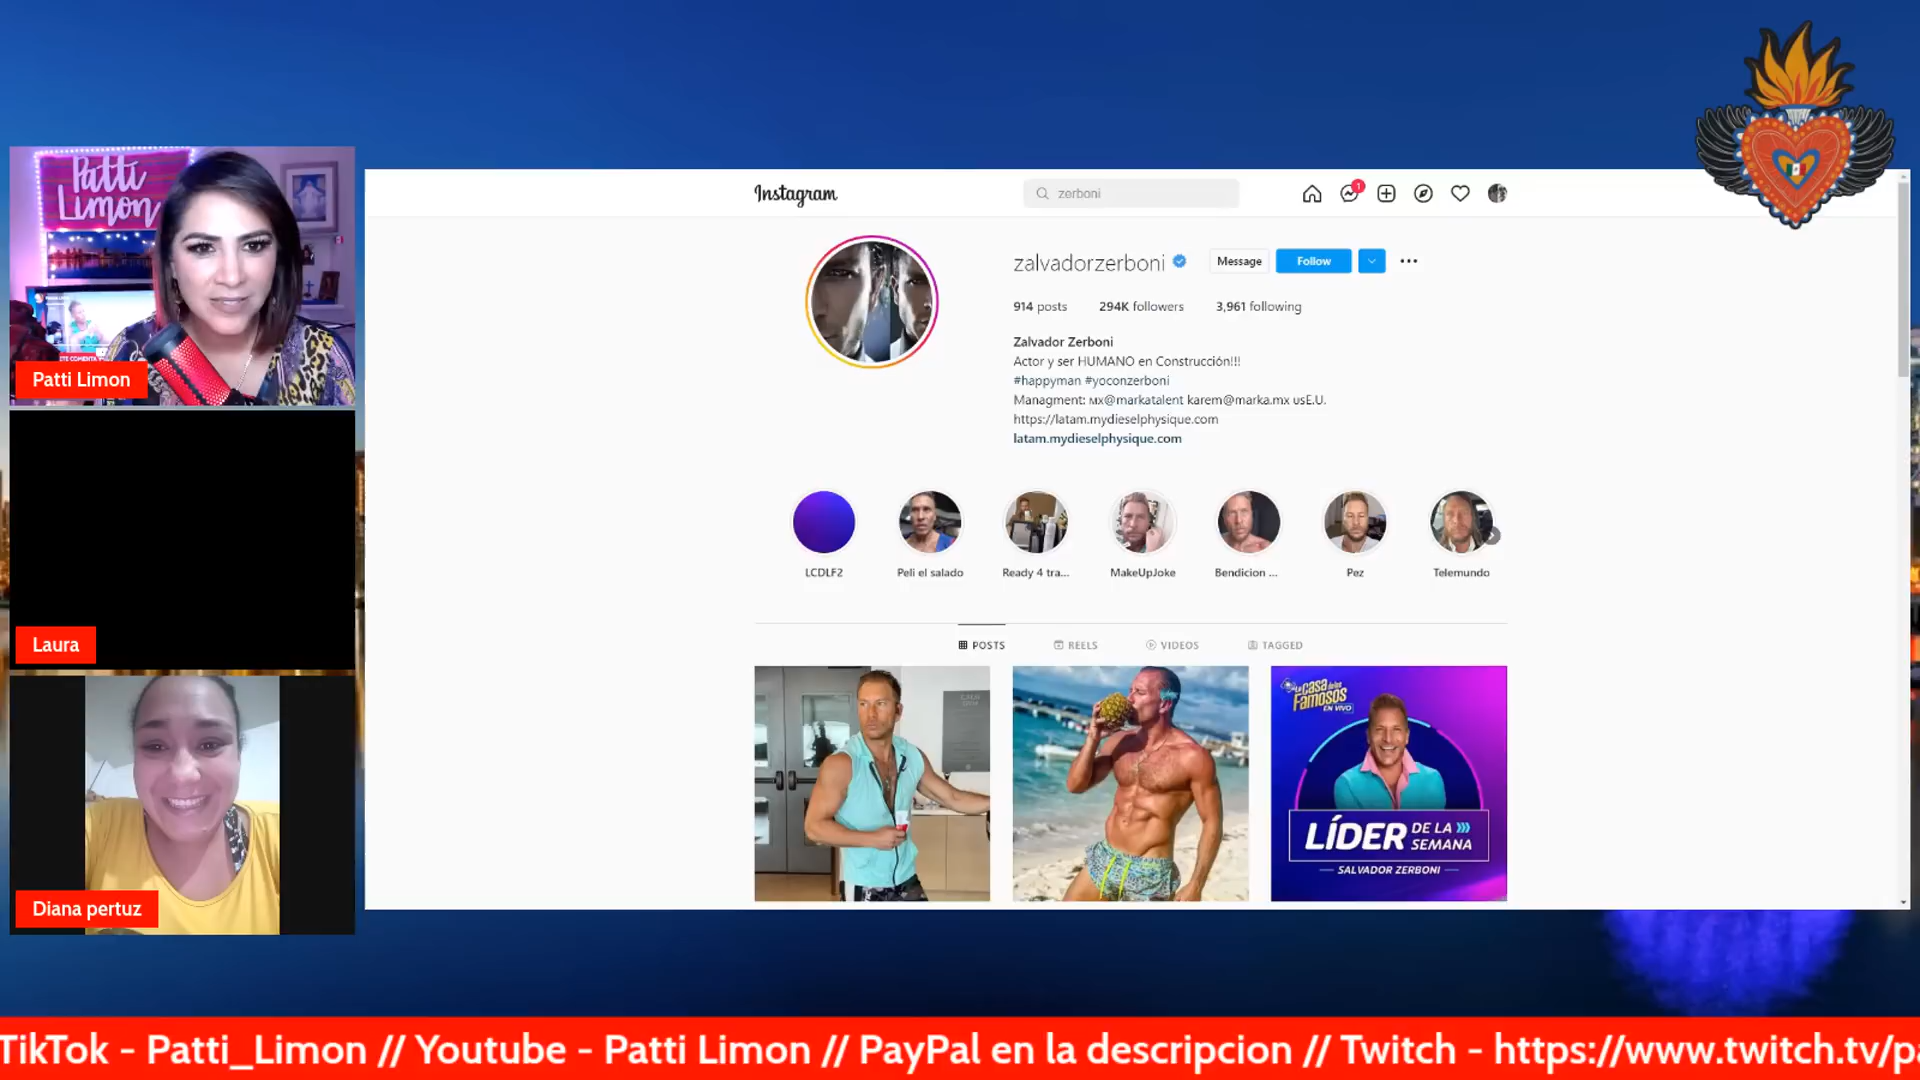 Patti
Limon
Patti Limon
Laura
Diana pertuz
Instagram
zerboni
1
zalvadorzerboni
Message
Follow
914 posts
294K followers
3,961 following
Zalvador Zerboni
Actor y ser HUMANO en Construcción!!!
#happyman #yoconzerboni
Managment: мx@markatalent karem@marka.mx usE.U.
https://latam.mydieselphysique.com
latam.mydieselphysique.com
LCDLF2
Peli el salado
Ready 4 tra...
MakeUpJoke
Bendicion ...
Pez
Telemundo
POSTS
REELS
VIDEOS
TAGGED
La Casa de los
Famosos
EN VIVO
LÍDER DE LA
SEMANA
SALVADOR ZERBONI
TikTok - Patti_Limon // Youtube - Patti Limon // PayPal en la descripcion // Twitch - https://www.twitch.tv/pa